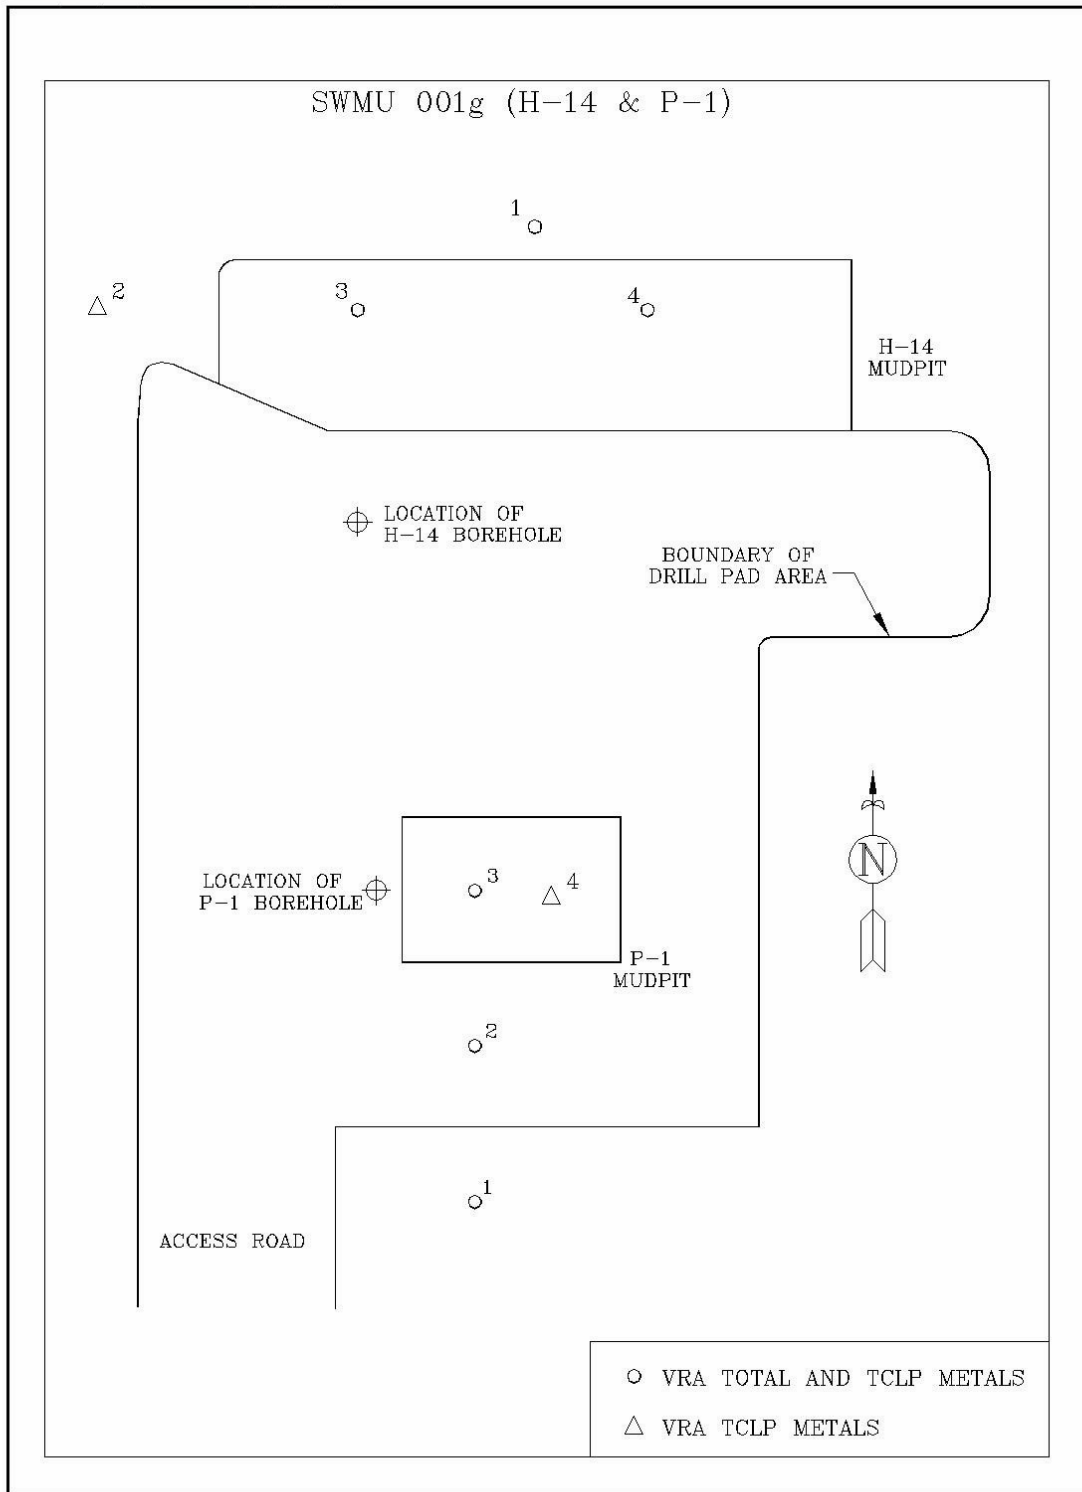 SWMU 001g (H-14 & P-1)
1
2
3
4
H-14
MUDPIT
LOCATION OF
H-14 BOREHOLE
BOUNDARY OF
DRILL PAD AREA
N
LOCATION OF
P-1 BOREHOLE
3
4
P-1
MUDPIT
2
1
ACCESS ROAD
VRA TOTAL AND TCLP METALS
VRA TCLP METALS